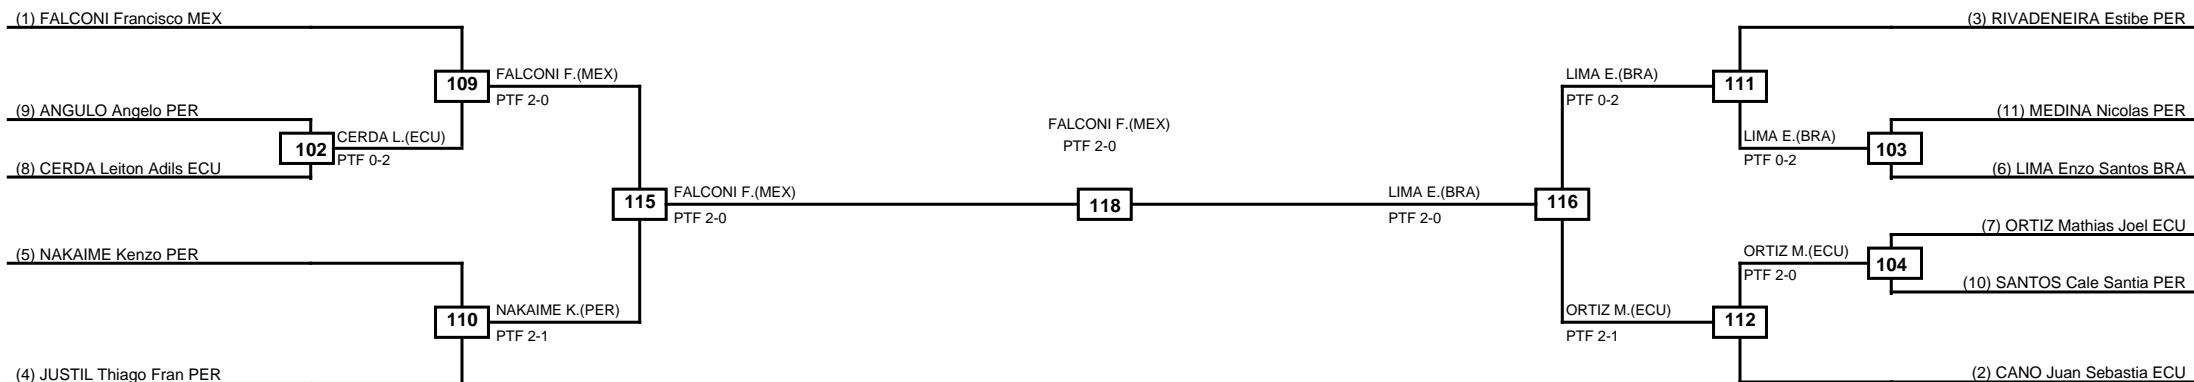 (1) FALCONI Francisco MEX
(3) RIVADENEIRA Estibe PER
109
FALCONI F.(MEX)
PTF 2-0
LIMA E.(BRA)
PTF 0-2
111
(9) ANGULO Angelo PER
(11) MEDINA Nicolas PER
FALCONI F.(MEX)
PTF 2-0
102
CERDA L.(ECU)
PTF 0-2
LIMA E.(BRA)
PTF 0-2
103
(8) CERDA Leiton Adils ECU
(6) LIMA Enzo Santos BRA
115
FALCONI F.(MEX)
PTF 2-0
118
LIMA E.(BRA)
PTF 2-0
116
(7) ORTIZ Mathias Joel ECU
(5) NAKAIME Kenzo PER
ORTIZ M.(ECU)
PTF 2-0
104
(10) SANTOS Cale Santia PER
110
NAKAIME K.(PER)
PTF 2-1
ORTIZ M.(ECU)
PTF 2-1
112
(4) JUSTIL Thiago Fran PER
(2) CANO Juan Sebastia ECU